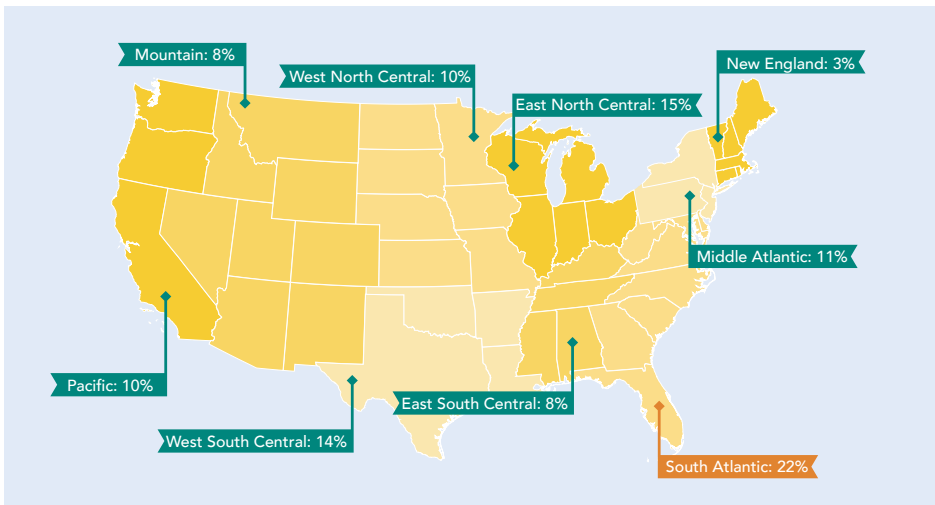 Mountain: 8%
New England: 3%
West North Central: 10%
East North Central: 15%
Middle Atlantic: 11%
Pacific: 10%
East South Central: 8%
West South Central: 14%
South Atlantic: 22%